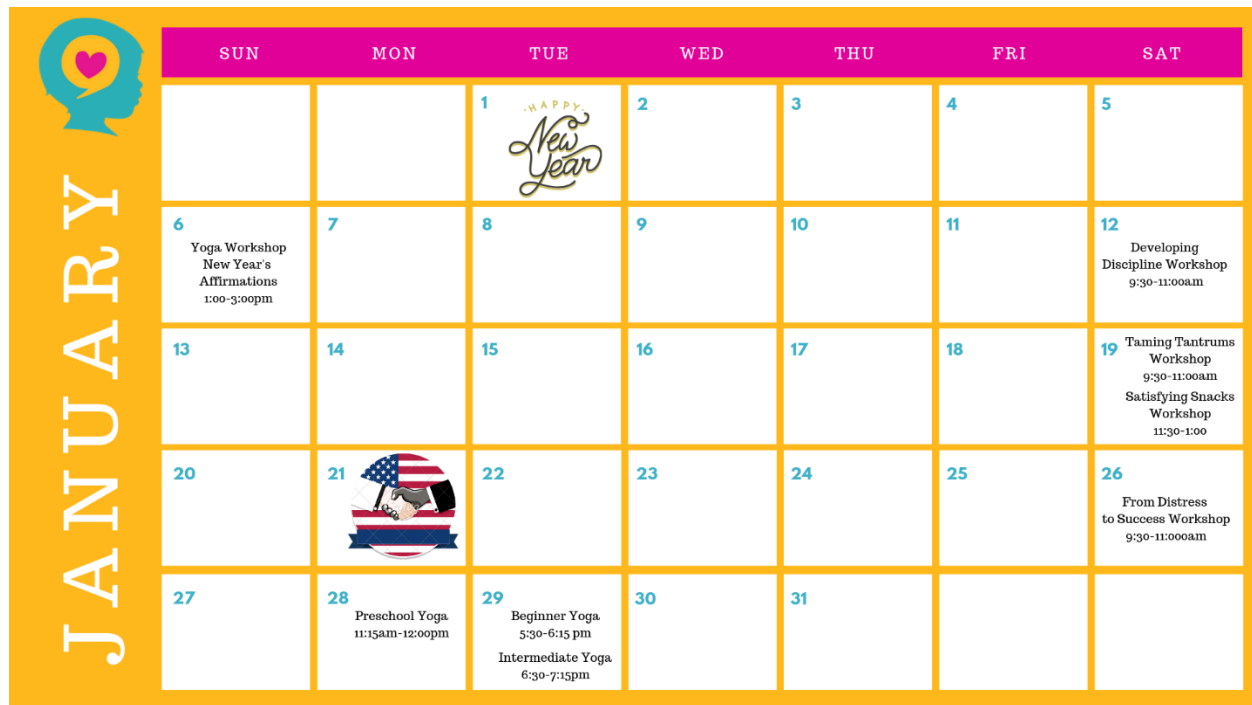 JANUARY
SUN MON TUE WED THU FRI SAT
1
·HAPPY·
New
Year
2
3
4
5
6
Yoga Workshop
New Year's
Affirmations
1:00-3:00pm
7
8
9
10
11
12
Developing
Discipline Workshop
9:30-11:00am
13
14
15
16
17
18
19
Taming Tantrums
Workshop
9:30-11:00am
Satisfying Snacks
Workshop
11:30-1:00
20
21
22
23
24
25
26
From Distress
to Success Workshop
9:30-11:000am
27
28
Preschool Yoga
11:15am-12:00pm
29
Beginner Yoga
5:30-6:15 pm
Intermediate Yoga
6:30-7:15pm
30
31